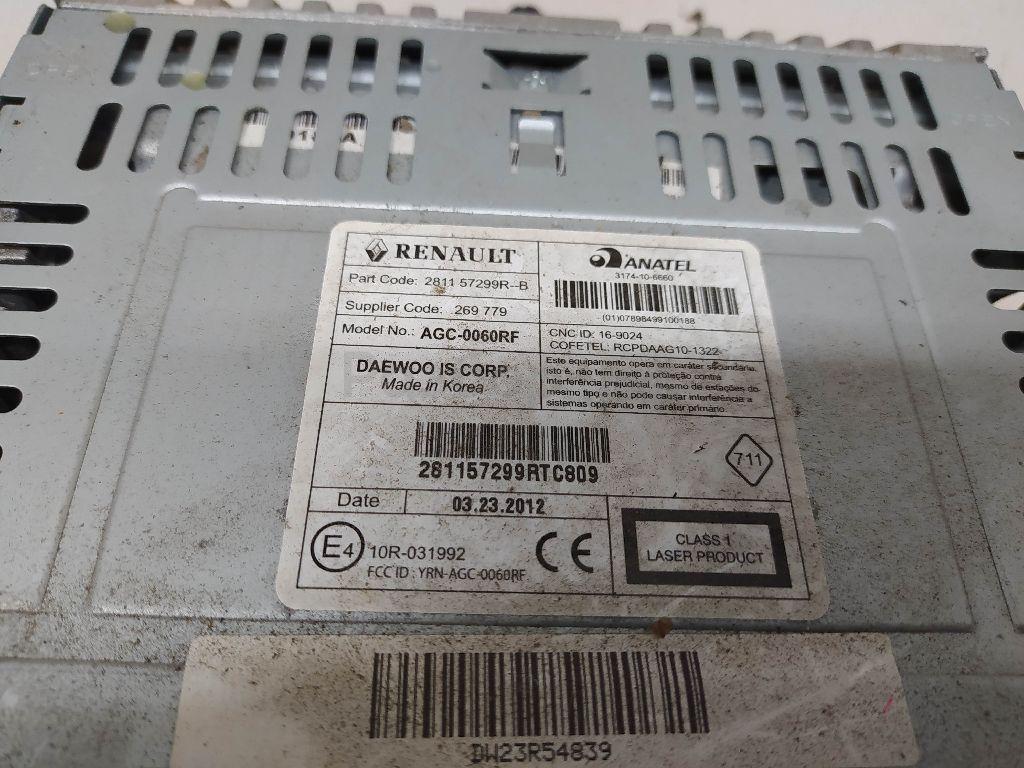 OPEN
RENAULT
Part Code: 2811 57299R--B
Supplier Code: 269 779
Model No.: AGC-0060RF
DAEWOO IS CORP.
Made in Korea
ANATEL
3174-10-6660
(01)07898499100188
CNC ID: 16-9024
COFETEL: RCPDAAG10-1322
Este equipamento opera em caráter secundário,
isto é, não tem direito à proteção contra
interferência prejudicial, mesmo de estações do
mesmo tipo e não pode causar interferência a
sistemas operando em caráter primário.
281157299RTC809
711
Date 03.23.2012
E4 10R-031992
FCC ID : YRN-AGC-0060RF
CE
CLASS 1
LASER PRODUCT
DW23R54839